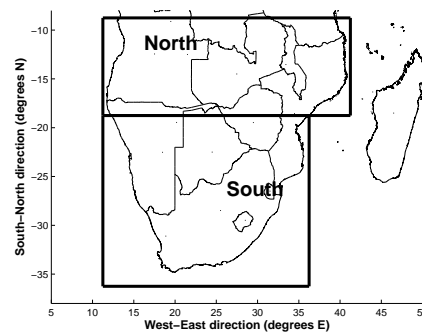 −10
North
−15
−20
South−North direction (degrees N)
−25
South
−30
−35
5 10 15 20 25 30 35 40 45 50
West−East direction (degrees E)